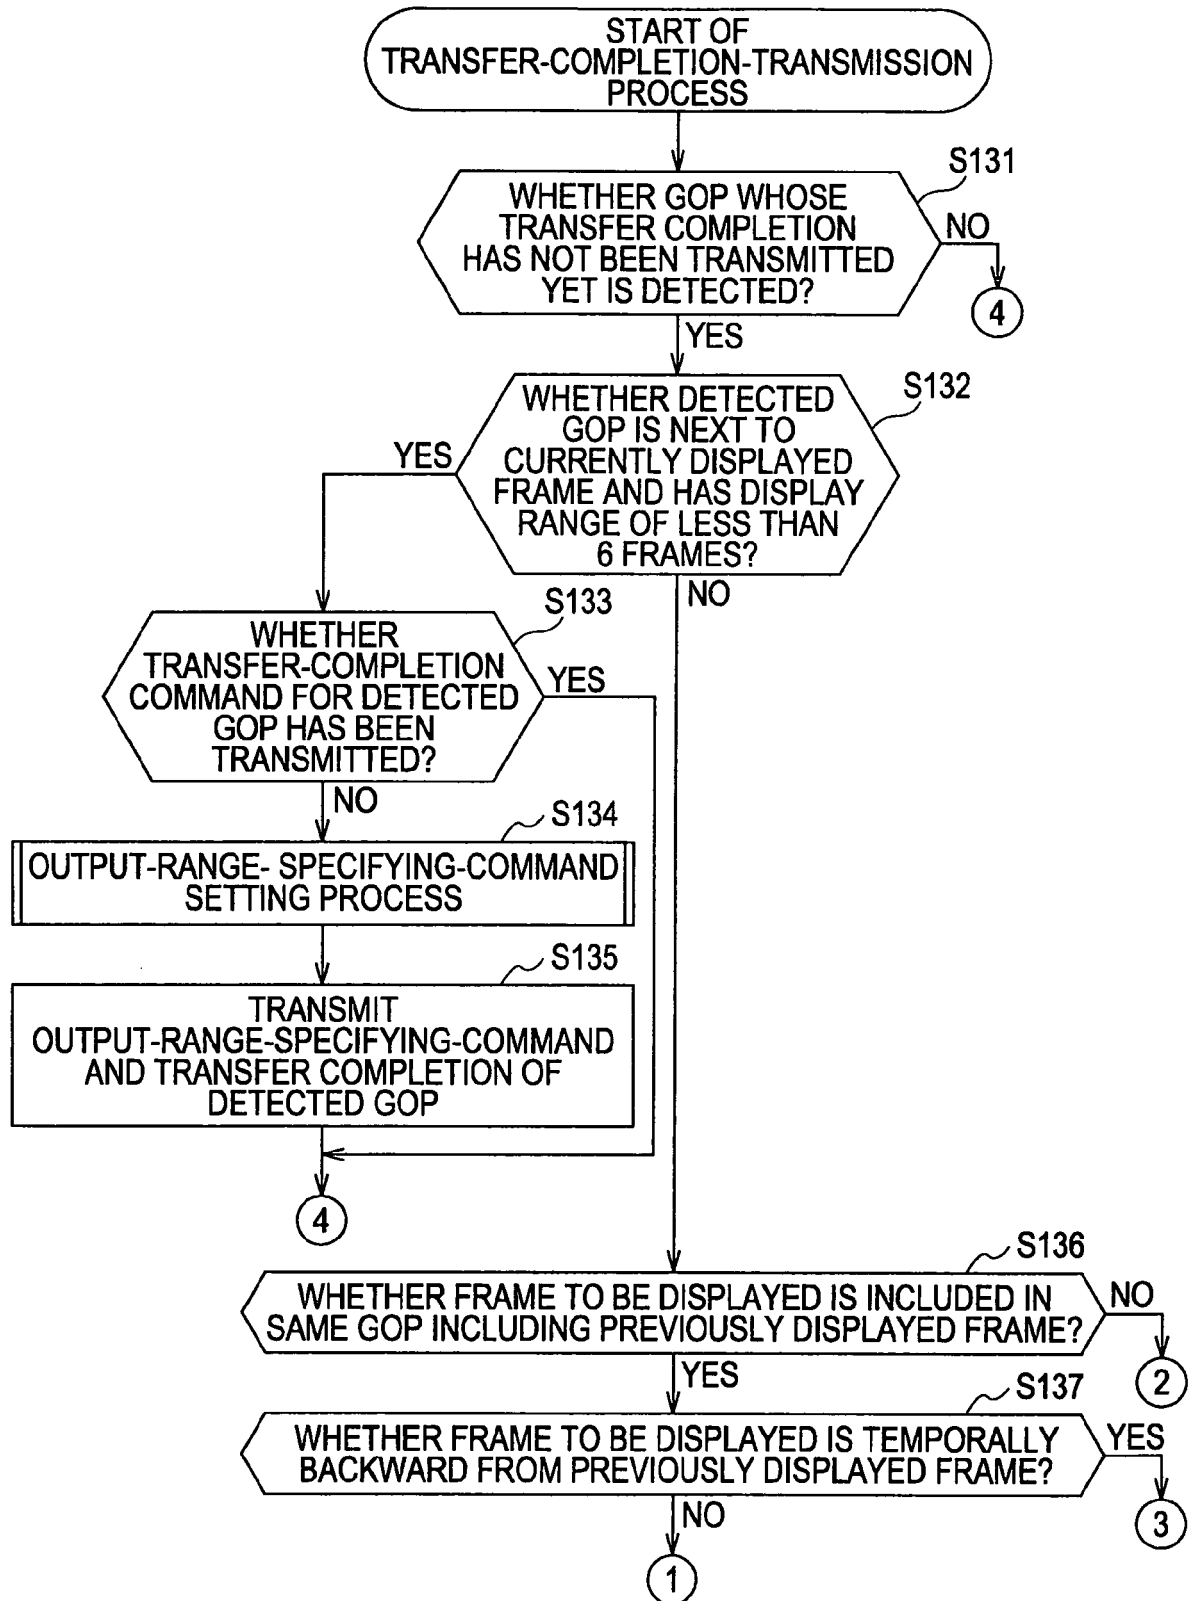 START OF
TRANSFER-COMPLETION-TRANSMISSION
PROCESS
S131
WHETHER GOP WHOSE
TRANSFER COMPLETION
HAS NOT BEEN TRANSMITTED
YET IS DETECTED?
NO
4
YES
S132
WHETHER DETECTED
GOP IS NEXT TO
CURRENTLY DISPLAYED
FRAME AND HAS DISPLAY
RANGE OF LESS THAN
6 FRAMES?
YES
NO
S133
WHETHER
TRANSFER-COMPLETION
COMMAND FOR DETECTED
GOP HAS BEEN
TRANSMITTED?
YES
NO
S134
OUTPUT-RANGE- SPECIFYING-COMMAND
SETTING PROCESS
S135
TRANSMIT
OUTPUT-RANGE-SPECIFYING-COMMAND
AND TRANSFER COMPLETION OF
DETECTED GOP
4
S136
WHETHER FRAME TO BE DISPLAYED IS INCLUDED IN
SAME GOP INCLUDING PREVIOUSLY DISPLAYED FRAME?
NO
2
YES
S137
WHETHER FRAME TO BE DISPLAYED IS TEMPORALLY
BACKWARD FROM PREVIOUSLY DISPLAYED FRAME?
YES
3
NO
1